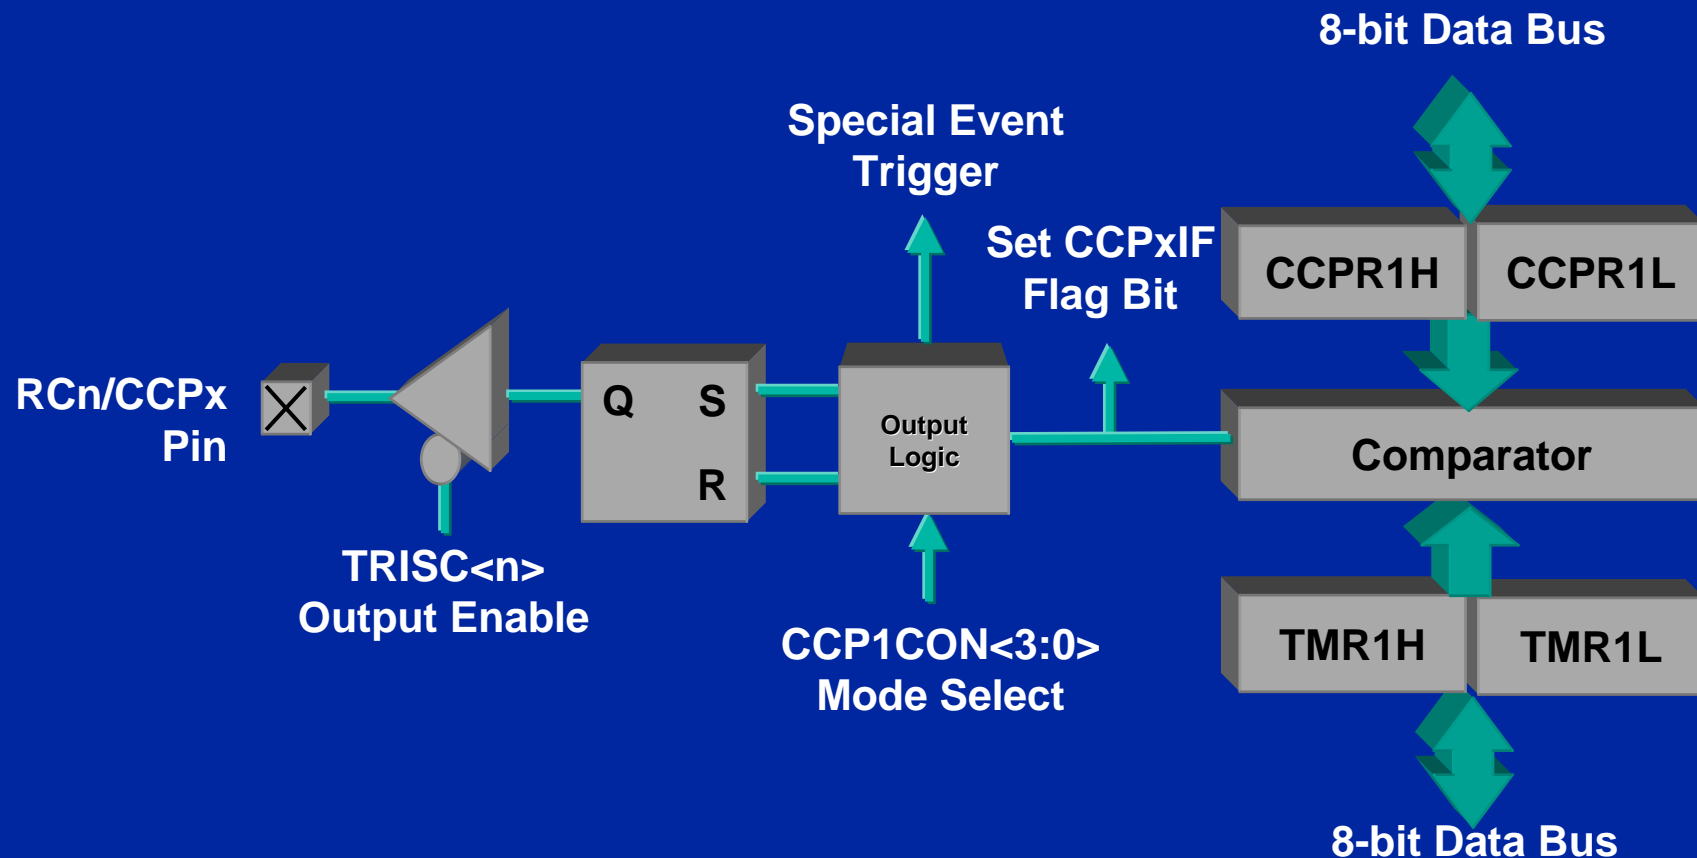 8-bit Data Bus
Special Event
Trigger
Set CCPxIF
Flag Bit
CCPR1H
CCPR1L
RCn/CCPx
Pin
Q
S
R
Output
Logic
Comparator
TRISC<n>
Output Enable
CCP1CON<3:0>
Mode Select
TMR1H
TMR1L
8-bit Data Bus